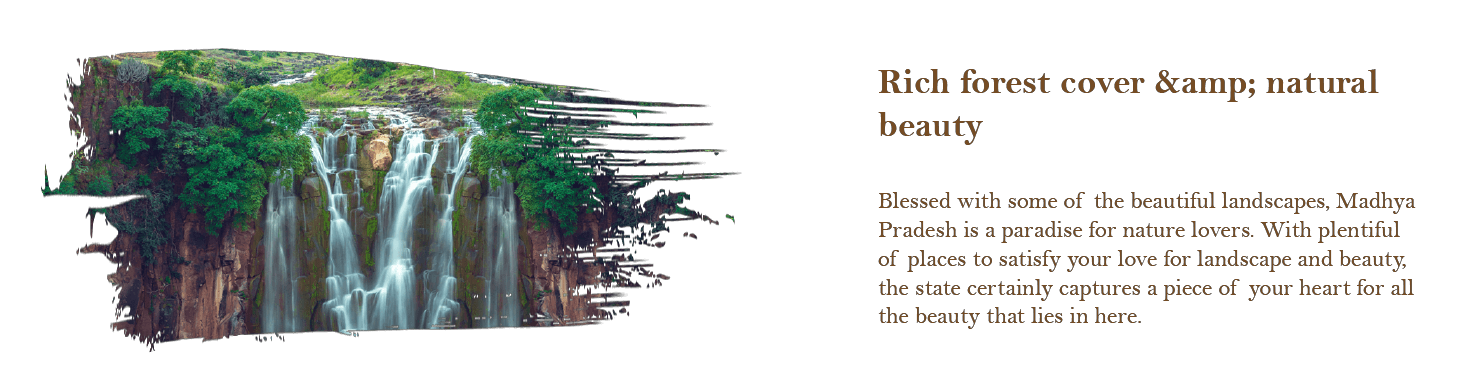 Rich forest cover &amp; natural
beauty
Blessed with some of the beautiful landscapes, Madhya
Pradesh is a paradise for nature lovers. With plentiful
of places to satisfy your love for landscape and beauty,
the state certainly captures a piece of your heart for all
the beauty that lies in here.